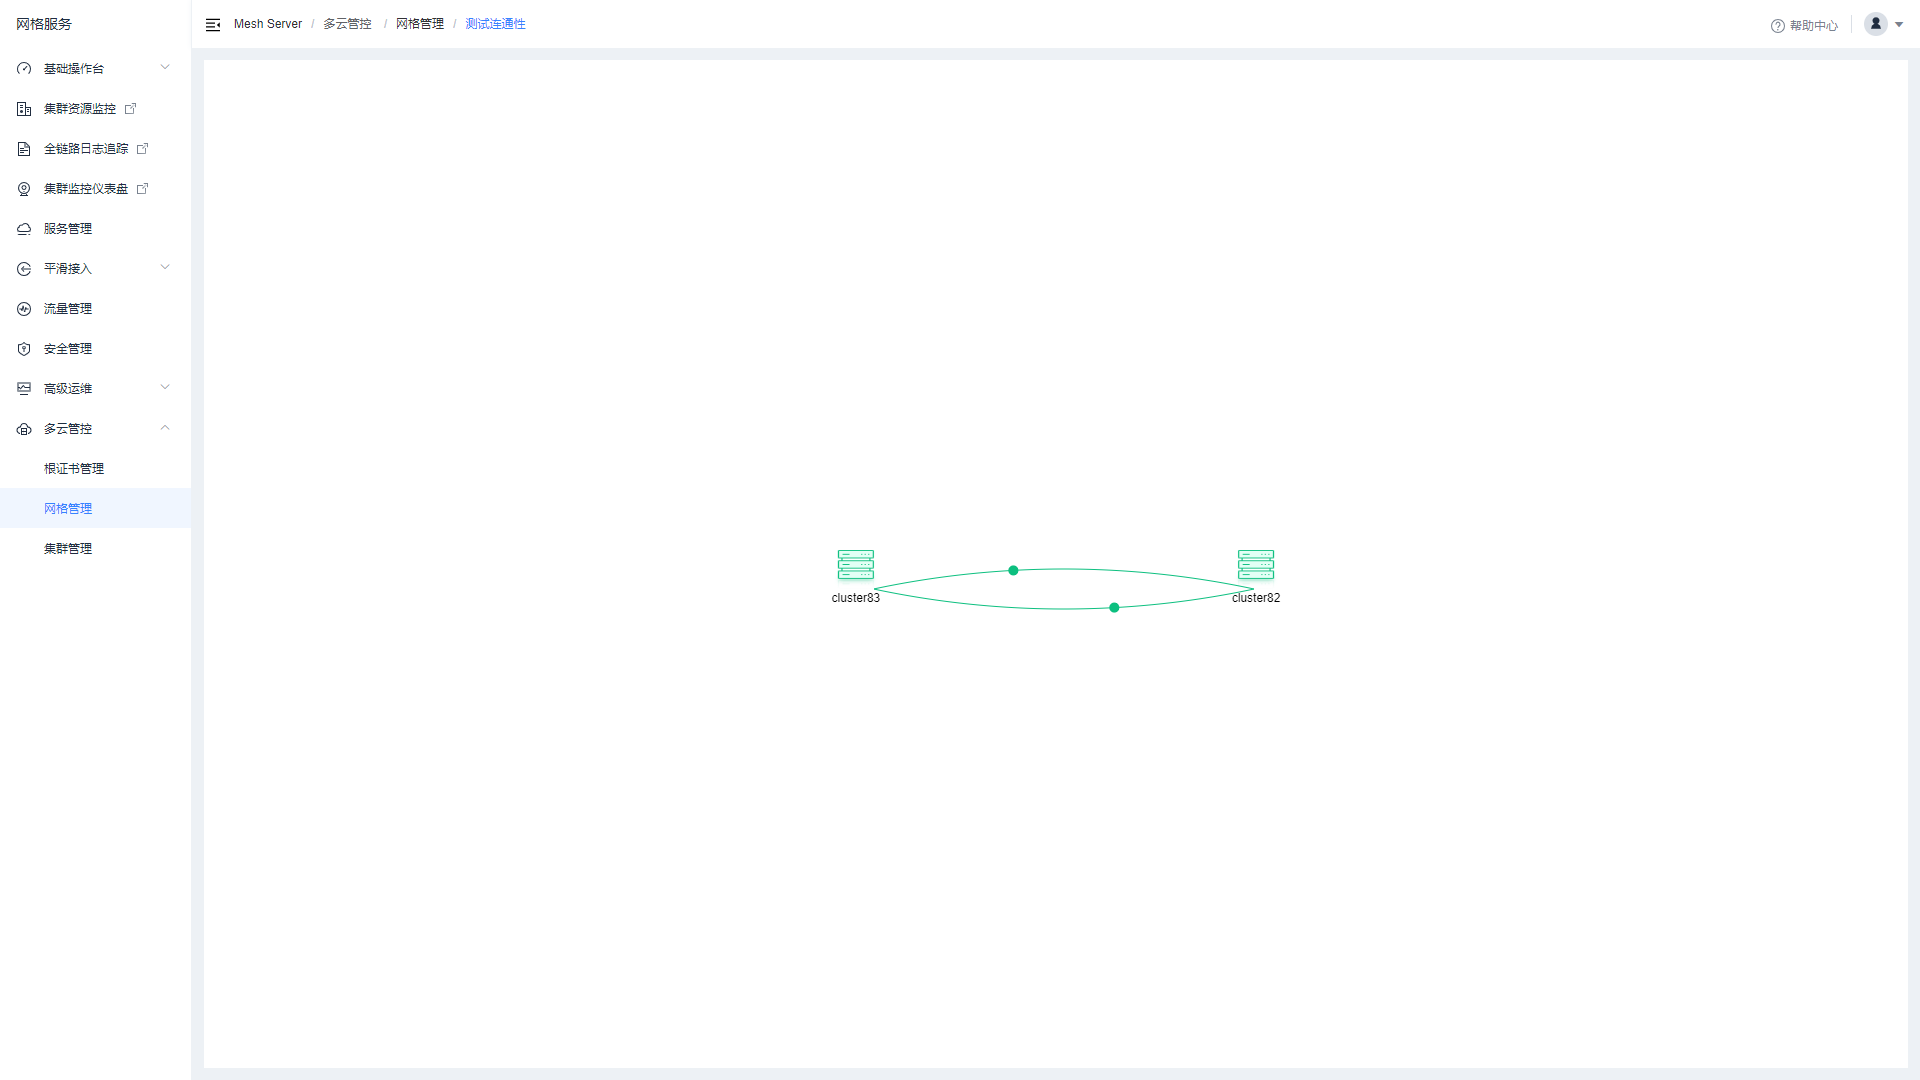 网格服务
Mesh Server / 多云管控 / 网格管理 / 测试连通性
帮助中心
基础操作台
集群资源监控
全链路日志追踪
集群监控仪表盘
服务管理
平滑接入
流量管理
安全管理
高级运维
多云管控
根证书管理
网格管理
集群管理
cluster83
cluster82